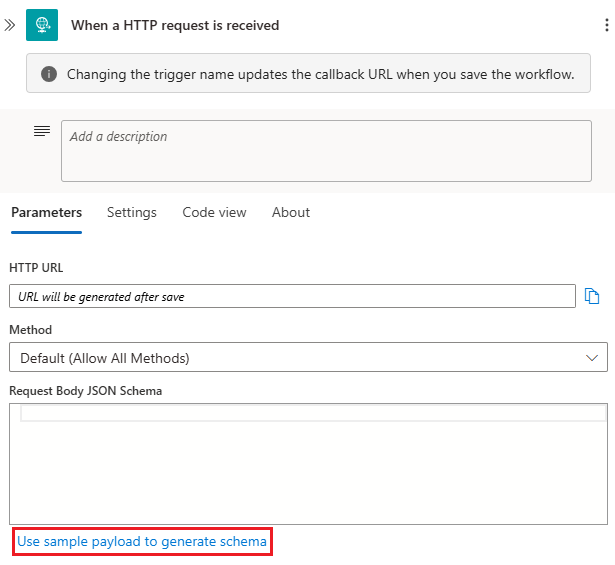 When a HTTP request is received
Changing the trigger name updates the callback URL when you save the workflow.
Add a description
Parameters Settings Code view About
HTTP URL
URL will be generated after save
Method
Default (Allow All Methods)
Request Body JSON Schema
Use sample payload to generate schema